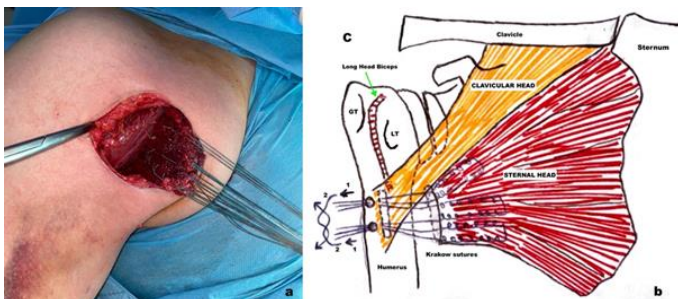 a
C
Clavicle
Sternum
Long Head Biceps
CLAVICULAR HEAD
GT
LT
STERNAL HEAD
1
2
2
1
Humerus
Krakow sutures
b